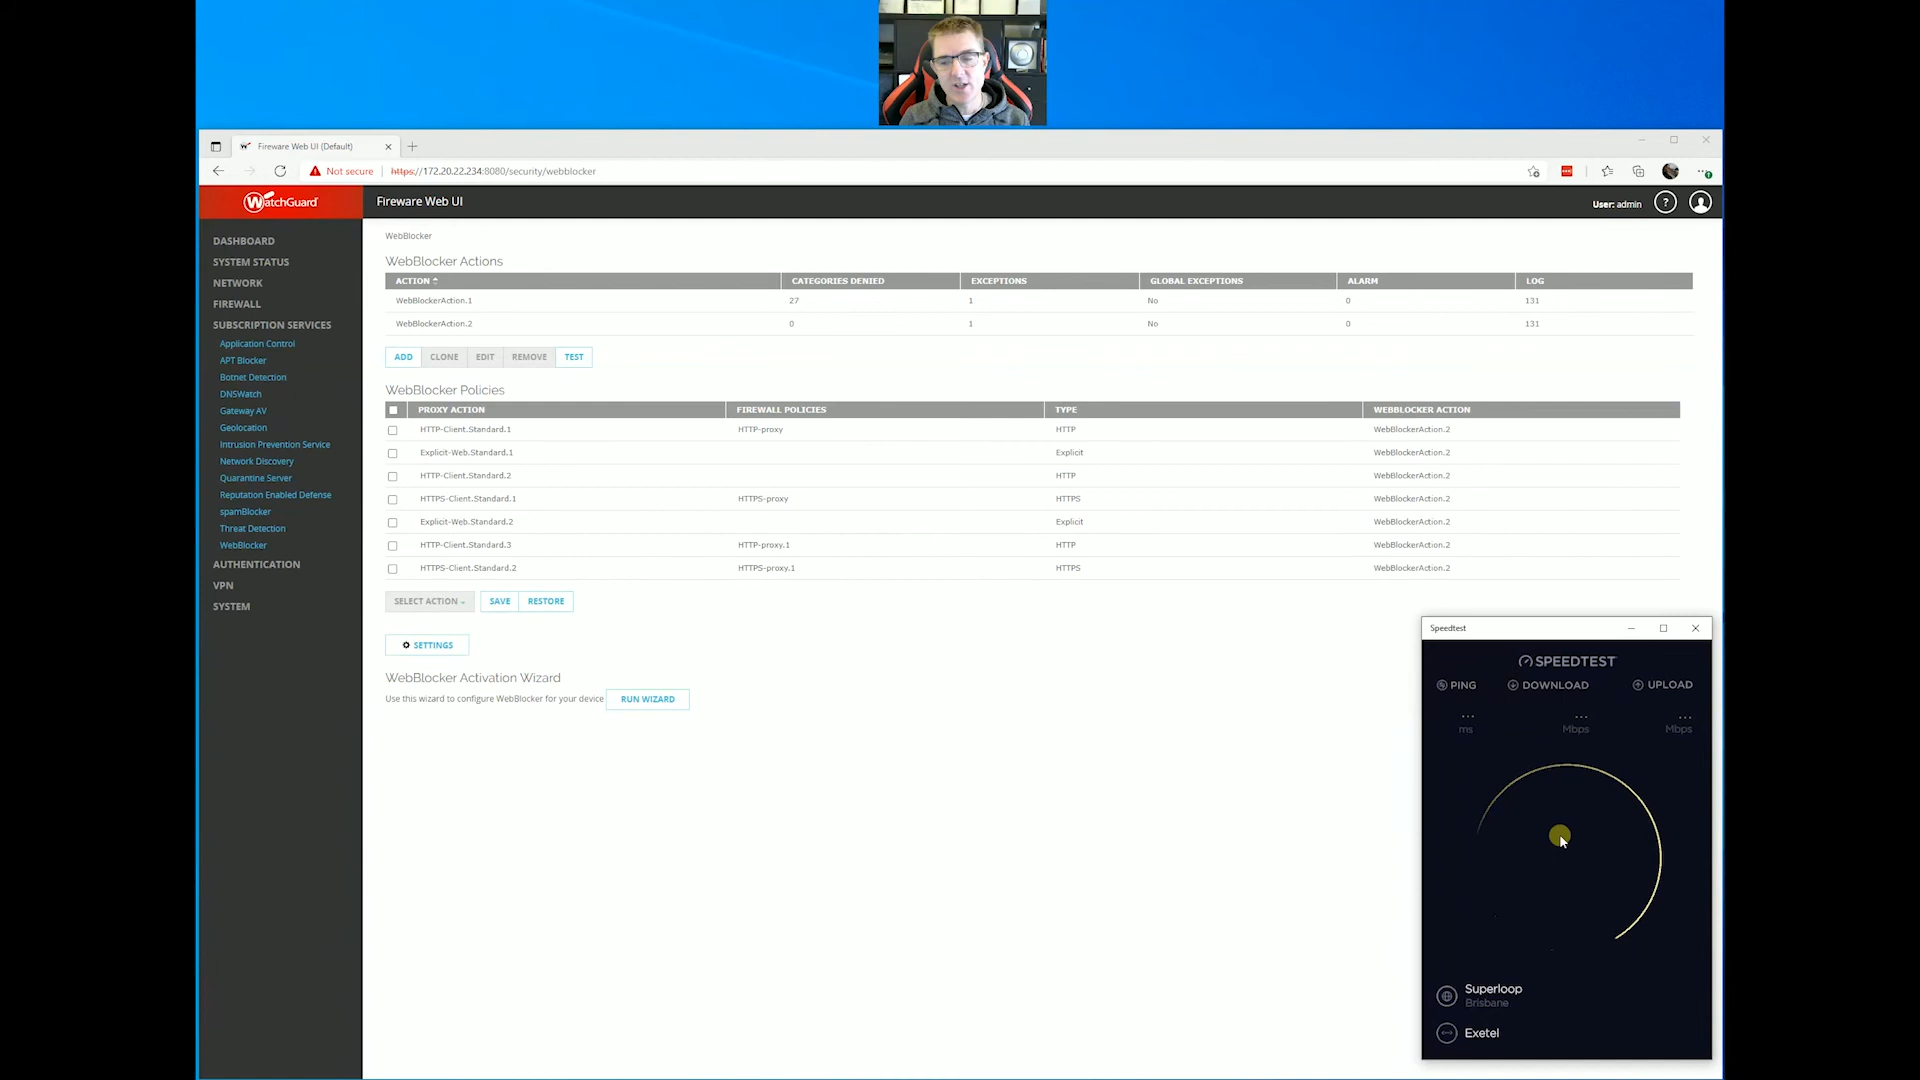 Fireware Web UI (Default)
Not secure https://172.20.22.234:8080/security/webblocker
WatchGuard Fireware Web UI User: admin ?
DASHBOARD
SYSTEM STATUS
NETWORK
FIREWALL
SUBSCRIPTION SERVICES
Application Control
APT Blocker
Botnet Detection
DNSWatch
Gateway AV
Geolocation
Intrusion Prevention Service
Network Discovery
Quarantine Server
Reputation Enabled Defense
spamBlocker
Threat Detection
WebBlocker
AUTHENTICATION
VPN
SYSTEM
WebBlocker
WebBlocker Actions
ACTION CATEGORIES DENIED EXCEPTIONS GLOBAL EXCEPTIONS ALARM LOG
WebBlockerAction.1 27 1 No 0 131
WebBlockerAction.2 0 1 No 0 131
ADD CLONE EDIT REMOVE TEST
WebBlocker Policies
PROXY ACTION FIREWALL POLICIES TYPE WEBBLOCKER ACTION
HTTP-Client.Standard.1 HTTP-proxy HTTP WebBlockerAction.2
Explicit-Web.Standard.1 Explicit WebBlockerAction.2
HTTP-Client.Standard.2 HTTP WebBlockerAction.2
HTTPS-Client.Standard.1 HTTPS-proxy HTTPS WebBlockerAction.2
Explicit-Web.Standard.2 Explicit WebBlockerAction.2
HTTP-Client.Standard.3 HTTP-proxy.1 HTTP WebBlockerAction.2
HTTPS-Client.Standard.2 HTTPS-proxy.1 HTTPS WebBlockerAction.2
SELECT ACTION SAVE RESTORE
SETTINGS
WebBlocker Activation Wizard
Use this wizard to configure WebBlocker for your device RUN WIZARD
Speedtest
SPEEDTEST
PING DOWNLOAD UPLOAD
... ... ...
ms Mbps Mbps
Superloop
Brisbane
Exetel